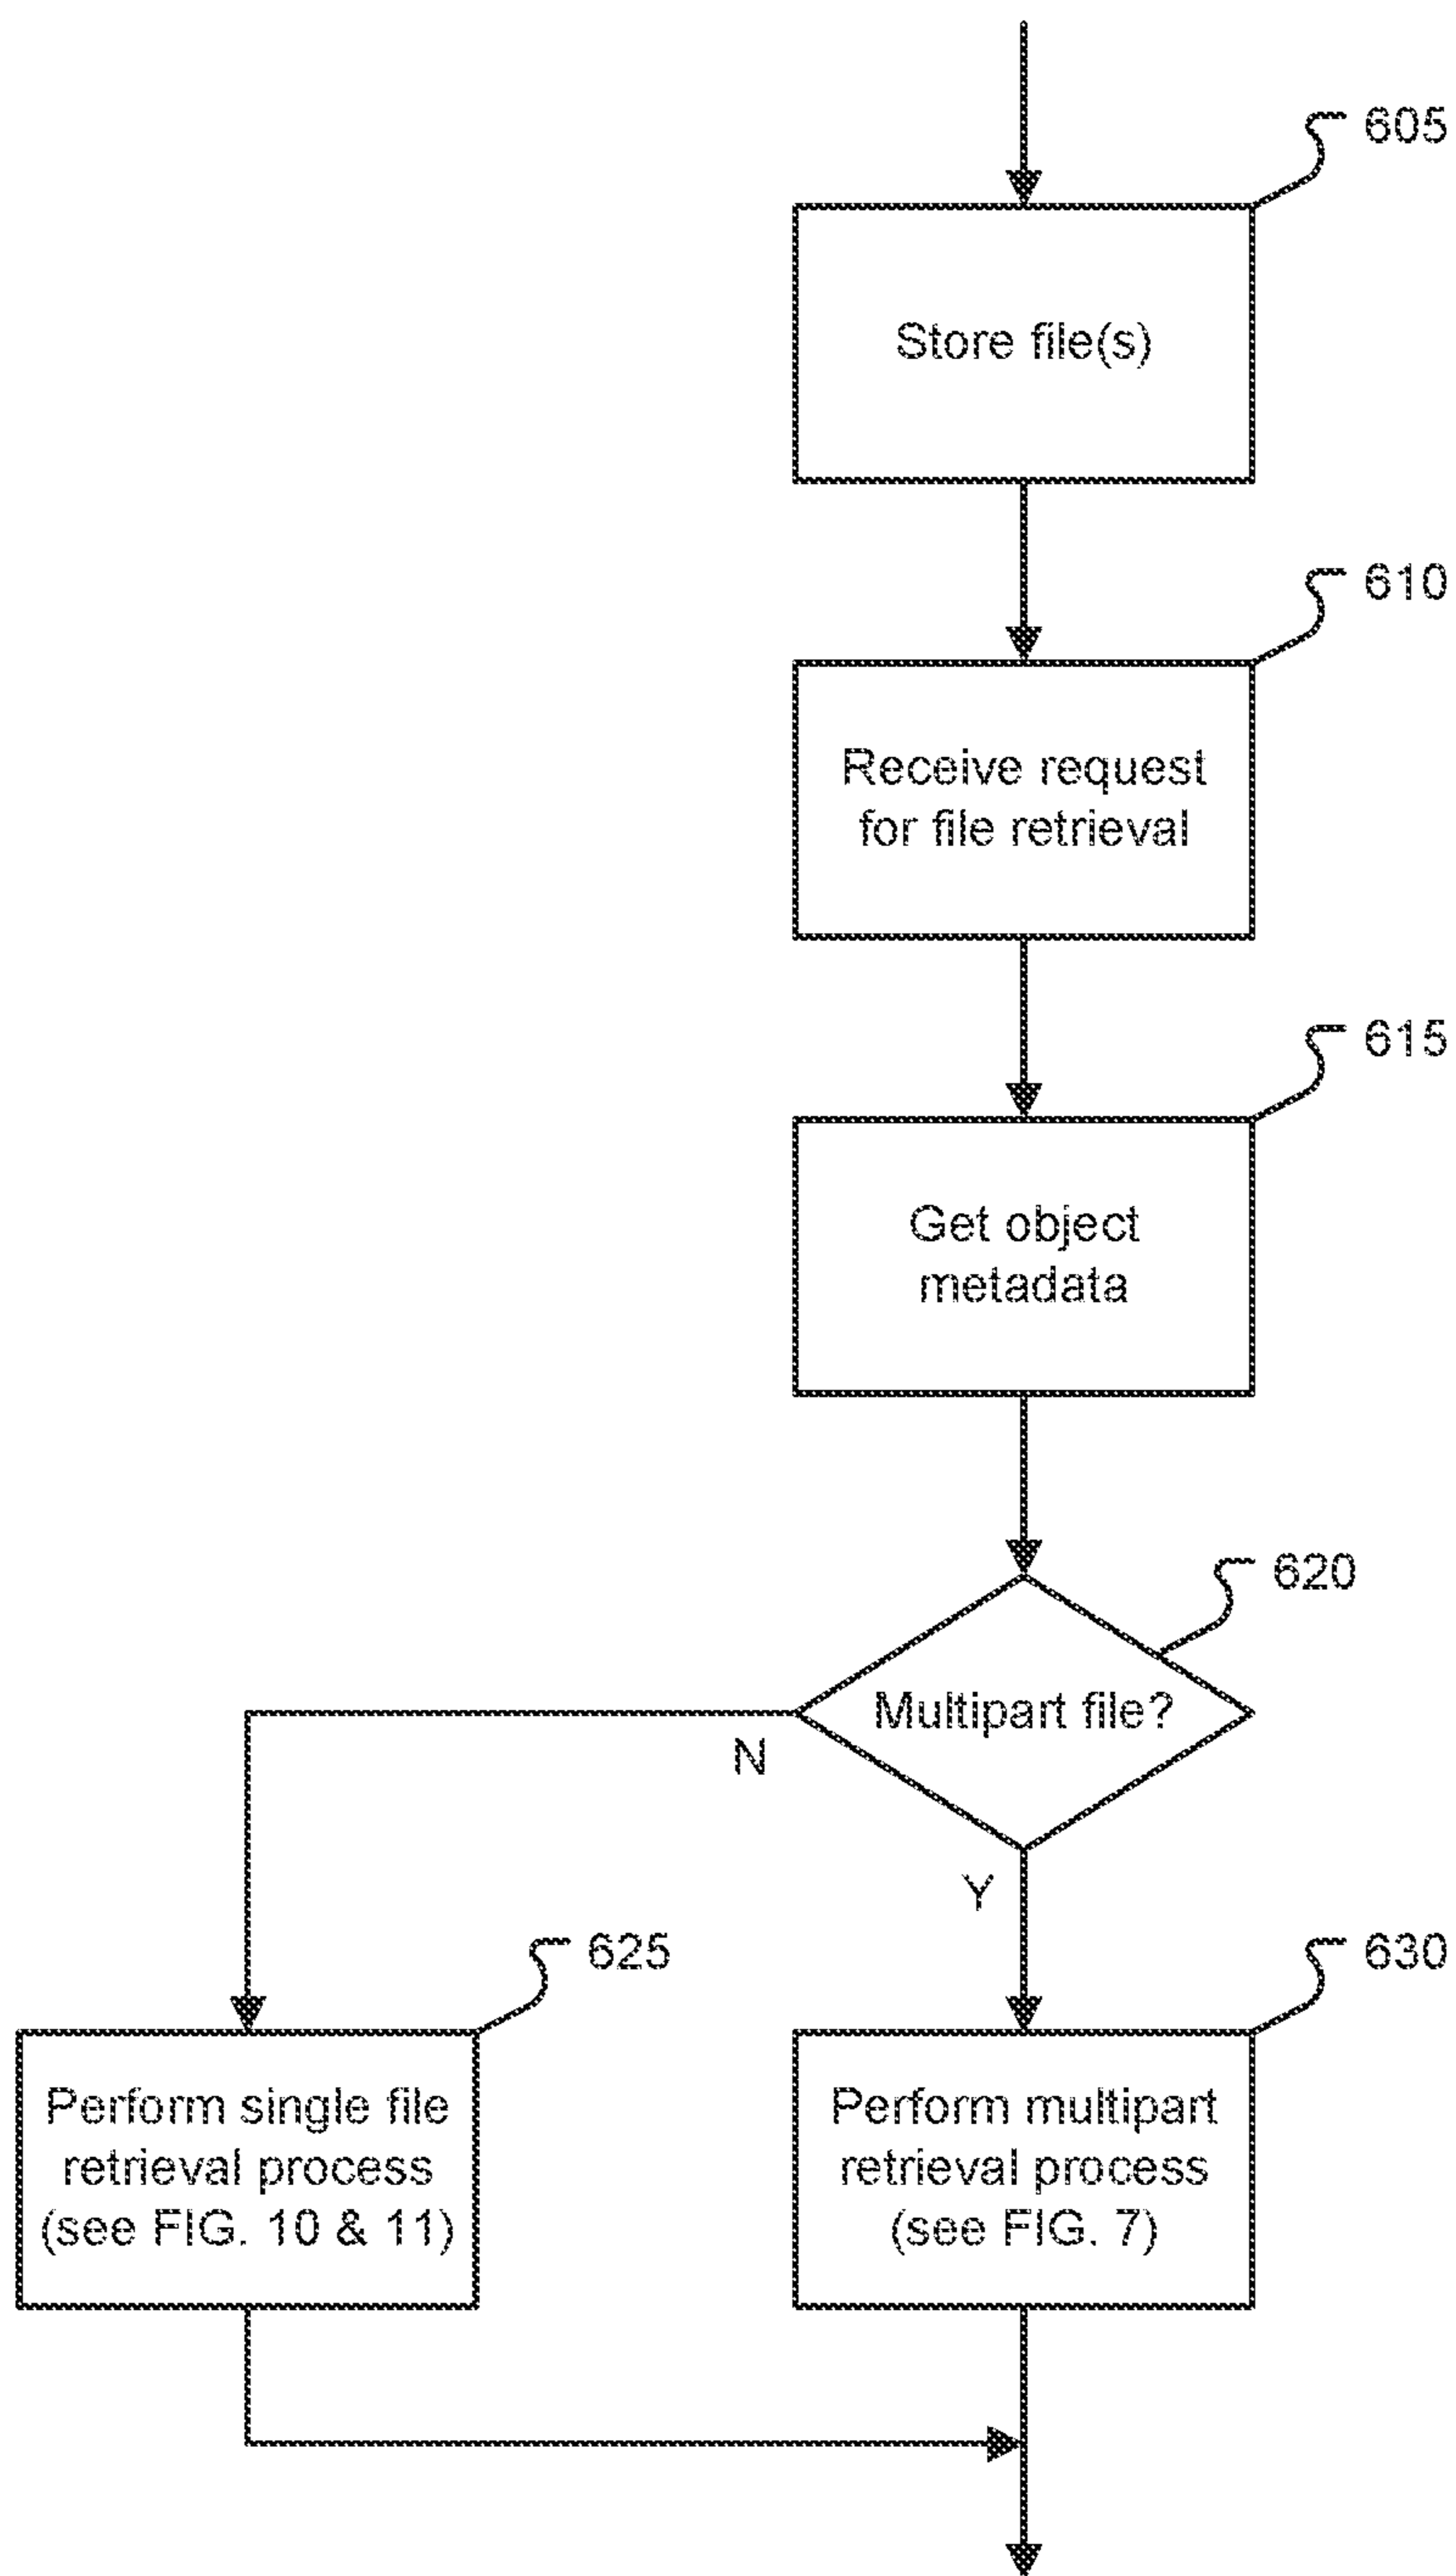 605
Store file(s)
610
Receive request
for file retrieval
615
Get object
metadata
620
Multipart file?
N
Y
625
Perform single file
retrieval process
(see FIG. 10 & 11)
630
Perform multipart
retrieval process
(see FIG. 7)